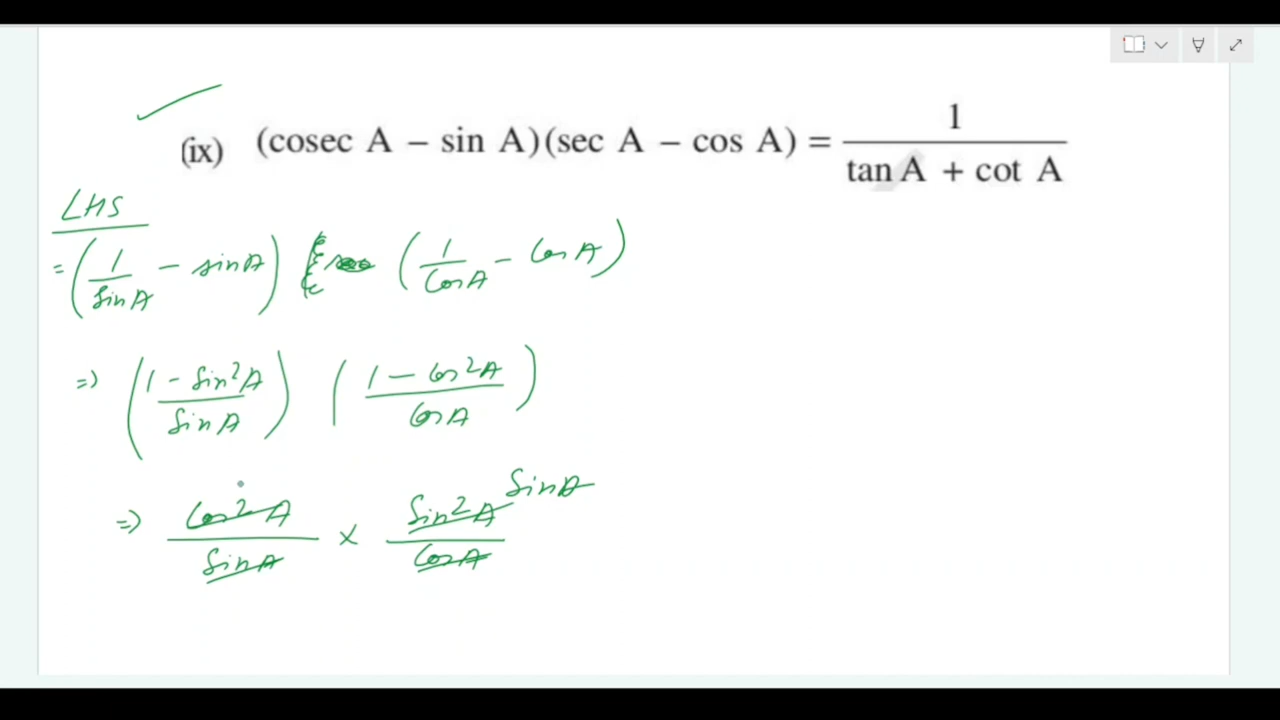 (ix) (cosec A − sin A)(sec A − cos A) = 1 / (tan A + cot A)
LHS
= (1/sinA − sinA) (1/cosA − cosA)
=) (1 − sin²A / sinA) (1 − cos²A / cosA)
=) cos²A / sinA × sin²A / cosA sinA